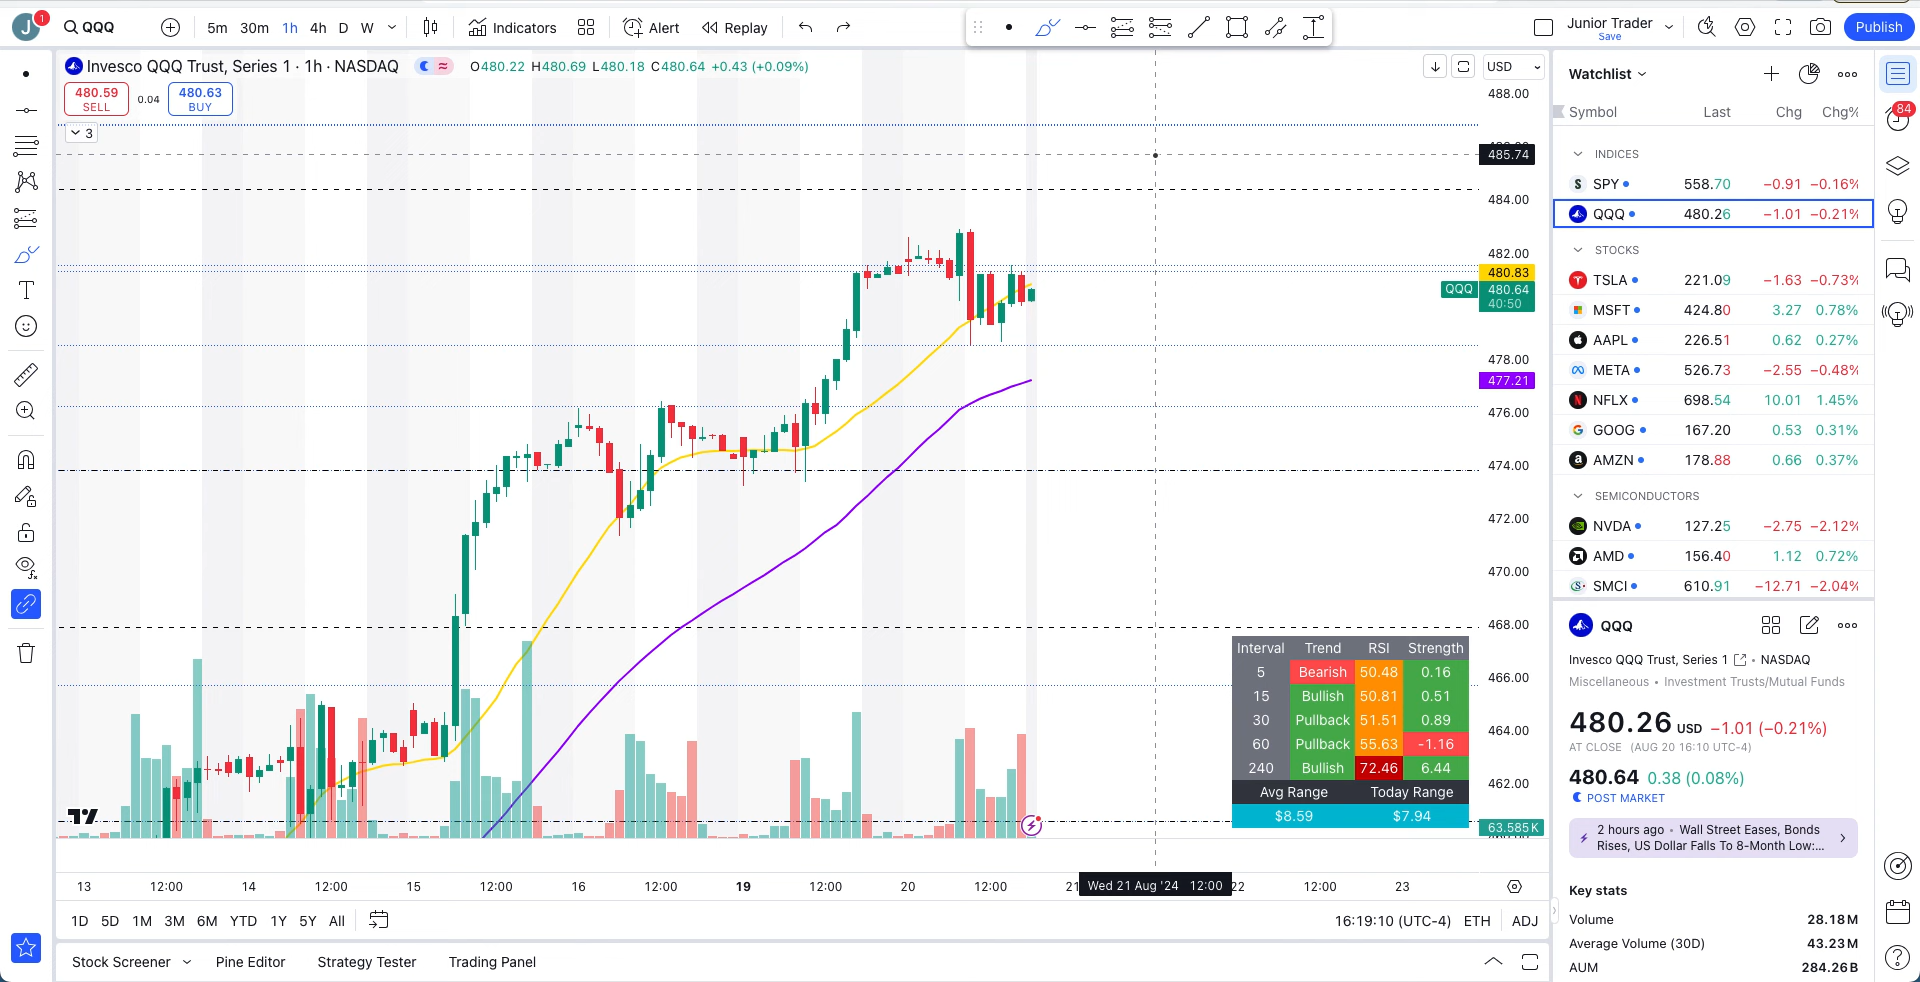 J 1 QQQ 5m 30m 1h 4h D W Indicators Alert Replay Junior Trader Save Publish
Invesco QQQ Trust, Series 1 · 1h · NASDAQ O480.22 H480.69 L480.18 C480.64 +0.43 (+0.09%) USD
480.59 SELL 0.04 480.63 BUY
3
488.00
485.74
484.00
482.00
480.83
QQQ 480.64
40:50
478.00
477.21
476.00
474.00
472.00
470.00
468.00
466.00
464.00
462.00
63.585K
Interval Trend RSI Strength
5 Bearish 50.48 0.16
15 Bullish 50.81 0.51
30 Pullback 51.51 0.89
60 Pullback 55.63 -1.16
240 Bullish 72.46 6.44
Avg Range Today Range
$8.59 $7.94
13 12:00 14 12:00 15 12:00 16 12:00 19 12:00 20 12:00 21 Wed 21 Aug '24 12:00 22 12:00 23
1D 5D 1M 3M 6M YTD 1Y 5Y All 16:19:10 (UTC-4) ETH ADJ
Stock Screener Pine Editor Strategy Tester Trading Panel
Watchlist
Symbol Last Chg Chg%
INDICES
SPY 558.70 −0.91 −0.16%
QQQ 480.26 −1.01 −0.21%
STOCKS
TSLA 221.09 −1.63 −0.73%
MSFT 424.80 3.27 0.78%
AAPL 226.51 0.62 0.27%
META 526.73 −2.55 −0.48%
NFLX 698.54 10.01 1.45%
GOOG 167.20 0.53 0.31%
AMZN 178.88 0.66 0.37%
SEMICONDUCTORS
NVDA 127.25 −2.75 −2.12%
AMD 156.40 1.12 0.72%
SMCI 610.91 −12.71 −2.04%
QQQ
Invesco QQQ Trust, Series 1 • NASDAQ
Miscellaneous • Investment Trusts/Mutual Funds
480.26 USD −1.01 (−0.21%)
AT CLOSE (AUG 20 16:10 UTC-4)
480.64 0.38 (0.08%)
POST MARKET
2 hours ago • Wall Street Eases, Bonds
Rises, US Dollar Falls To 8-Month Low:...
Key stats
Volume 28.18M
Average Volume (30D) 43.23M
AUM 284.26B
84